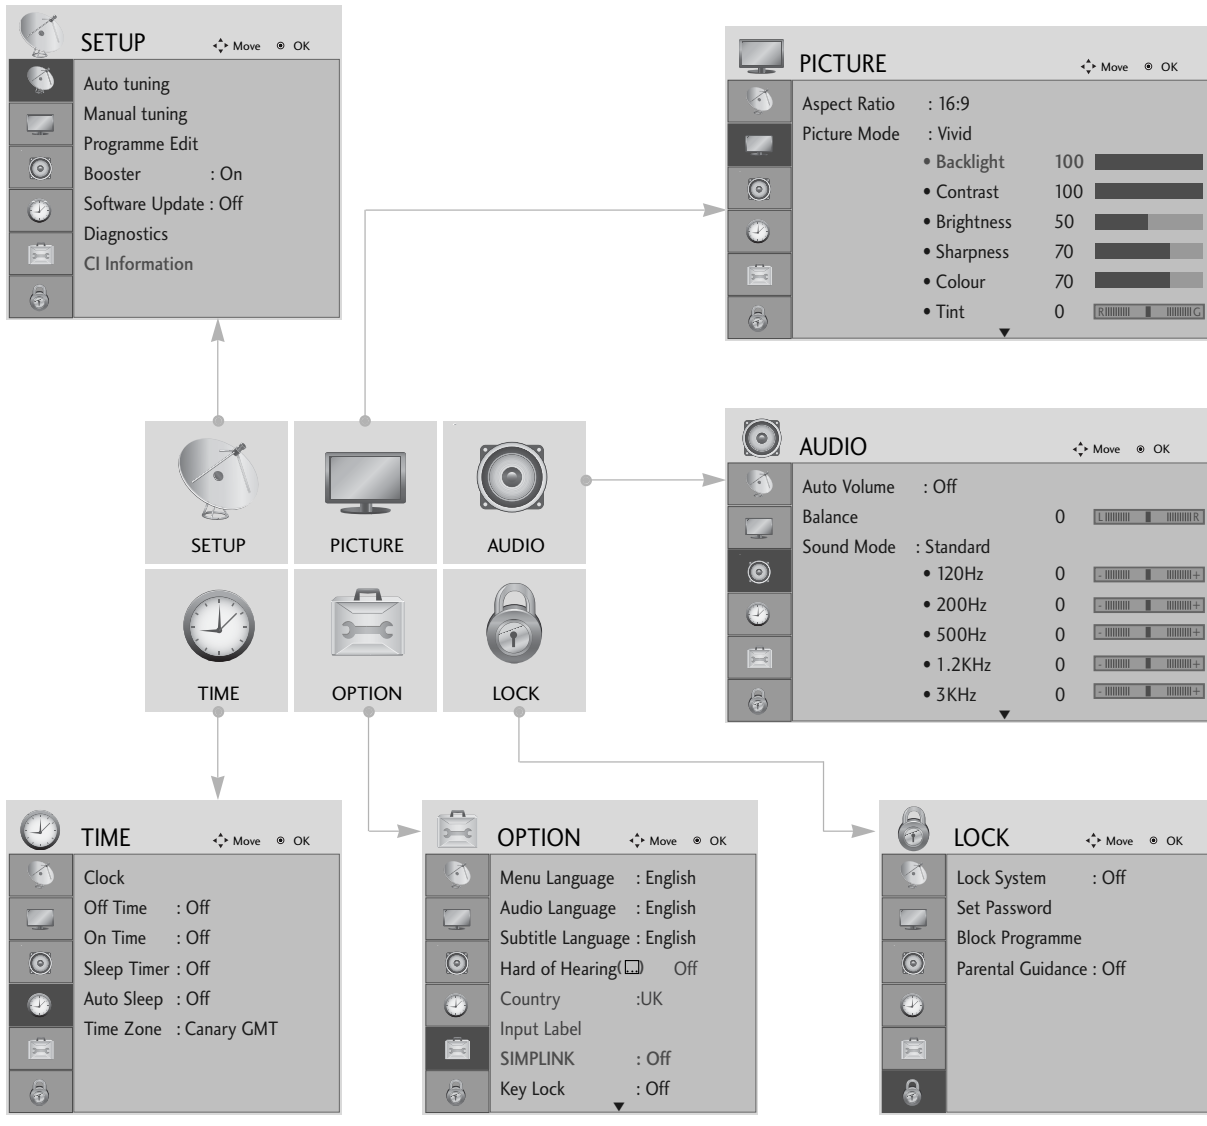 SETUP Move OK
Auto tuning
Manual tuning
Programme Edit
Booster : On
Software Update : Off
Diagnostics
CI Information
PICTURE Move OK
Aspect Ratio : 16:9
Picture Mode : Vivid
• Backlight 100
• Contrast 100
• Brightness 50
• Sharpness 70
• Colour 70
• Tint 0 R G
SETUP PICTURE AUDIO
TIME OPTION LOCK
AUDIO Move OK
Auto Volume : Off
Balance 0 L R
Sound Mode : Standard
• 120Hz 0 - +
• 200Hz 0 - +
• 500Hz 0 - +
• 1.2KHz 0 - +
• 3KHz 0 - +
TIME Move OK
Clock
Off Time : Off
On Time : Off
Sleep Timer : Off
Auto Sleep : Off
Time Zone : Canary GMT
OPTION Move OK
Menu Language : English
Audio Language : English
Subtitle Language : English
Hard of Hearing( ) Off
Country :UK
Input Label
SIMPLINK : Off
Key Lock : Off
LOCK Move OK
Lock System : Off
Set Password
Block Programme
Parental Guidance : Off